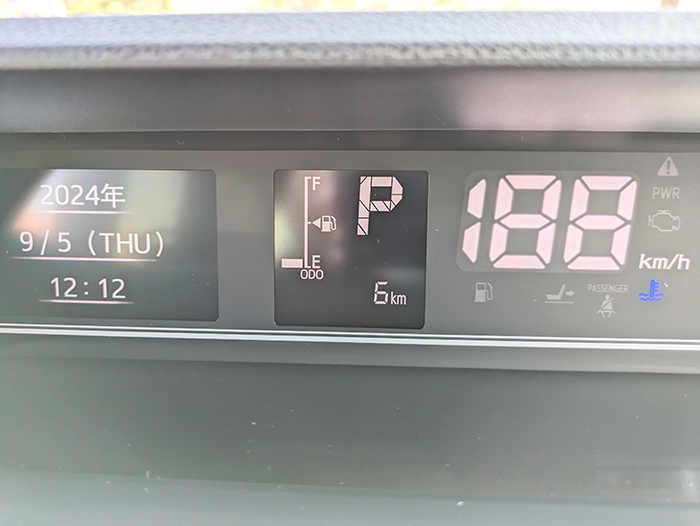 2024年
9/5 (THU)
12:12
F
P
E
ODO
6km
188
km/h
PWR
PASSENGER